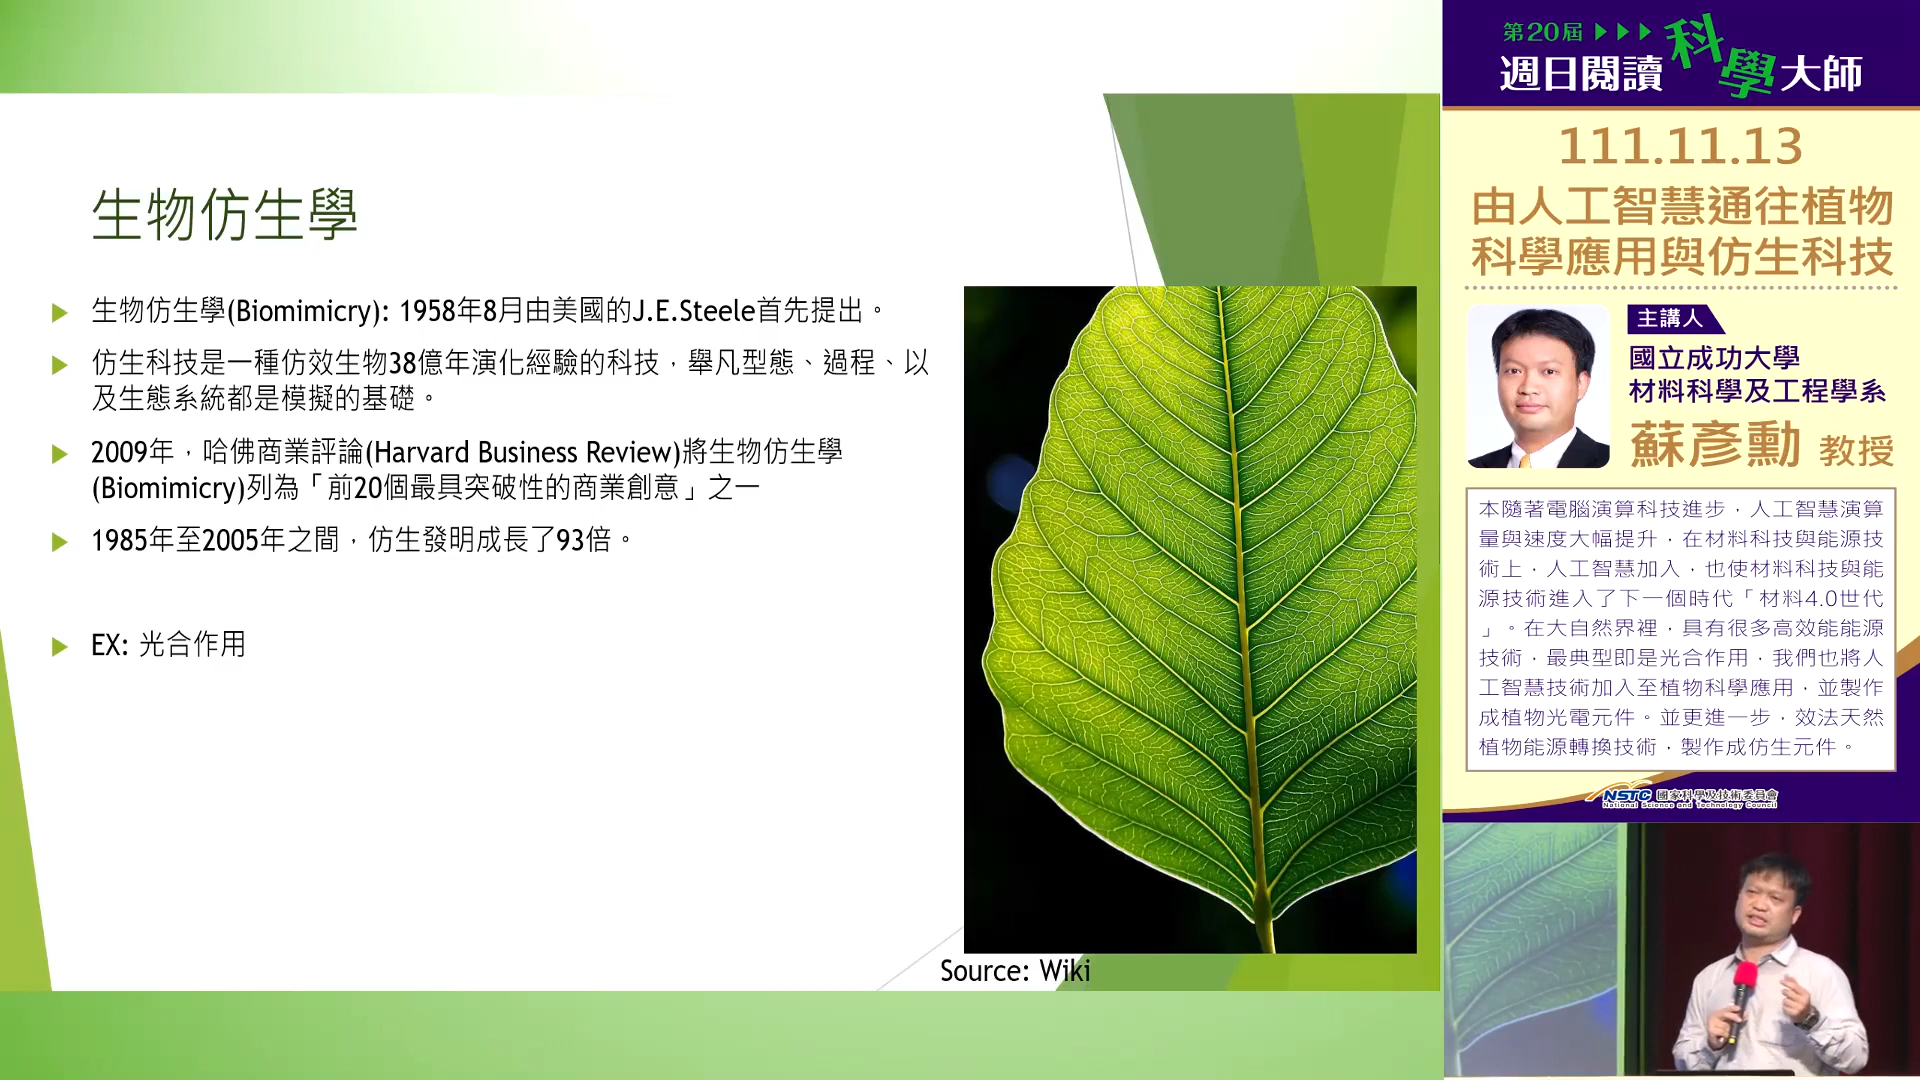 生物仿生學
生物仿生學(Biomimicry): 1958年8月由美國的J.E.Steele首先提出。
仿生科技是一種仿效生物38億年演化經驗的科技，舉凡型態、過程、以
及生態系統都是模擬的基礎。
2009年，哈佛商業評論(Harvard Business Review)將生物仿生學
(Biomimicry)列為「前20個最具突破性的商業創意」之一
1985年至2005年之間，仿生發明成長了93倍。
EX: 光合作用
Source: Wiki
第20屆
週日閱讀科學大師
111.11.13
由人工智慧通往植物
科學應用與仿生科技
主講人
國立成功大學
材料科學及工程學系
蘇彥勳 教授
本隨著電腦演算科技進步，人工智慧演算
量與速度大幅提升，在材料科技與能源技
術上，人工智慧加入，也使材料科技與能
源技術進入了下一個時代「材料4.0世代
」。在大自然界裡，具有很多高效能能源
技術，最典型即是光合作用，我們也將人
工智慧技術加入至植物科學應用，並製作
成植物光電元件。並更進一步，效法天然
植物能源轉換技術，製作成仿生元件。
NSTC 國家科學及技術委員會
National Science and Technology Council